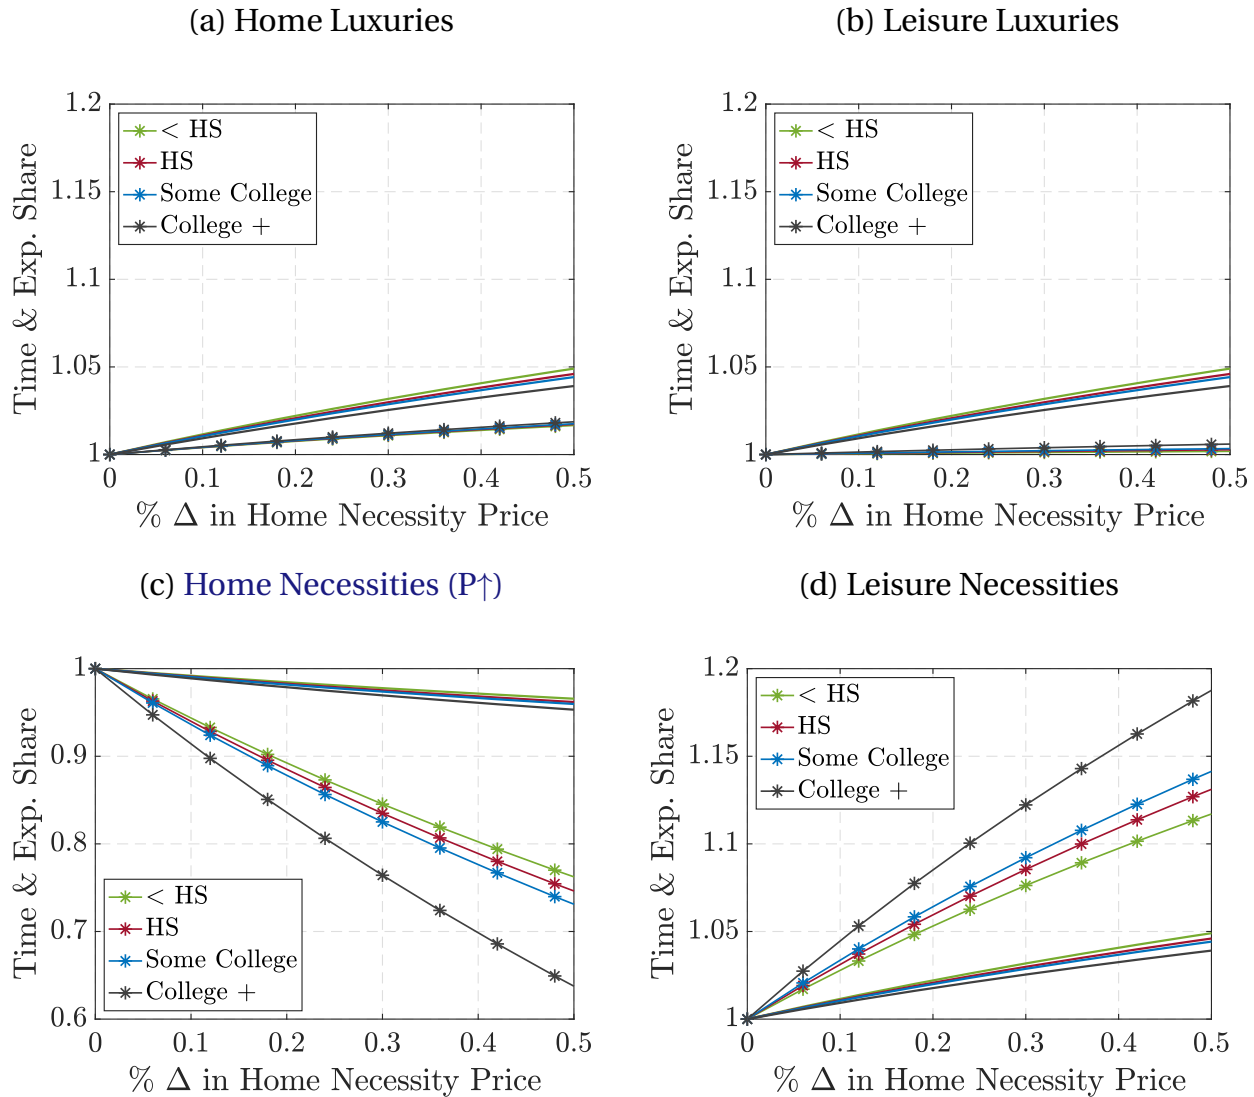 (a) Home Luxuries
Time & Exp. Share
1.2
1.15
1.1
1.05
1
< HS
HS
Some College
College +
0
0.1
0.2
0.3
0.4
0.5
% Δ in Home Necessity Price
(b) Leisure Luxuries
Time & Exp. Share
1.2
1.15
1.1
1.05
1
< HS
HS
Some College
College +
0
0.1
0.2
0.3
0.4
0.5
% Δ in Home Necessity Price
(c) Home Necessities (P↑)
Time & Exp. Share
1
0.9
0.8
0.7
0.6
< HS
HS
Some College
College +
0
0.1
0.2
0.3
0.4
0.5
% Δ in Home Necessity Price
(d) Leisure Necessities
Time & Exp. Share
1.2
1.15
1.1
1.05
1
< HS
HS
Some College
College +
0
0.1
0.2
0.3
0.4
0.5
% Δ in Home Necessity Price